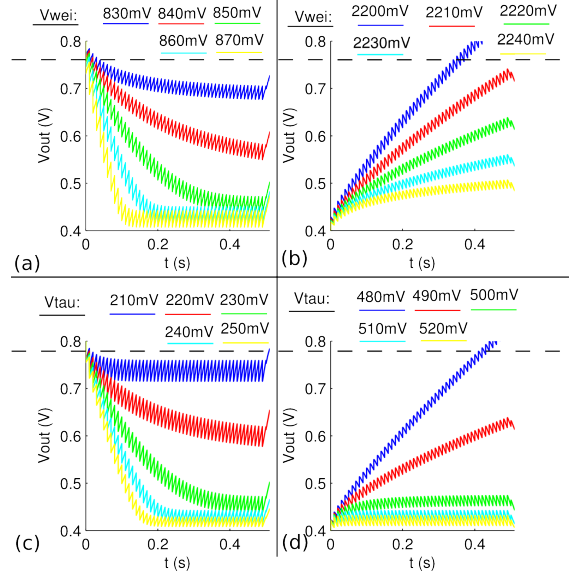 Vwei: 830mV 840mV 850mV
860mV 870mV
0.8
0.7
0.6
0.5
0.4
Vout (V)
0 0.2 0.4
t (s)
(a)
Vwei: 2200mV 2210mV 2220mV
2230mV 2240mV
0.8
0.7
0.6
0.5
0.4
Vout (V)
0 0.2 0.4
t (s)
(b)
Vtau: 210mV 220mV 230mV
240mV 250mV
0.8
0.7
0.6
0.5
0.4
Vout (V)
0 0.2 0.4
t (s)
(c)
Vtau: 480mV 490mV 500mV
510mV 520mV
0.8
0.7
0.6
0.5
0.4
Vout (V)
0 0.2 0.4
t (s)
(d)